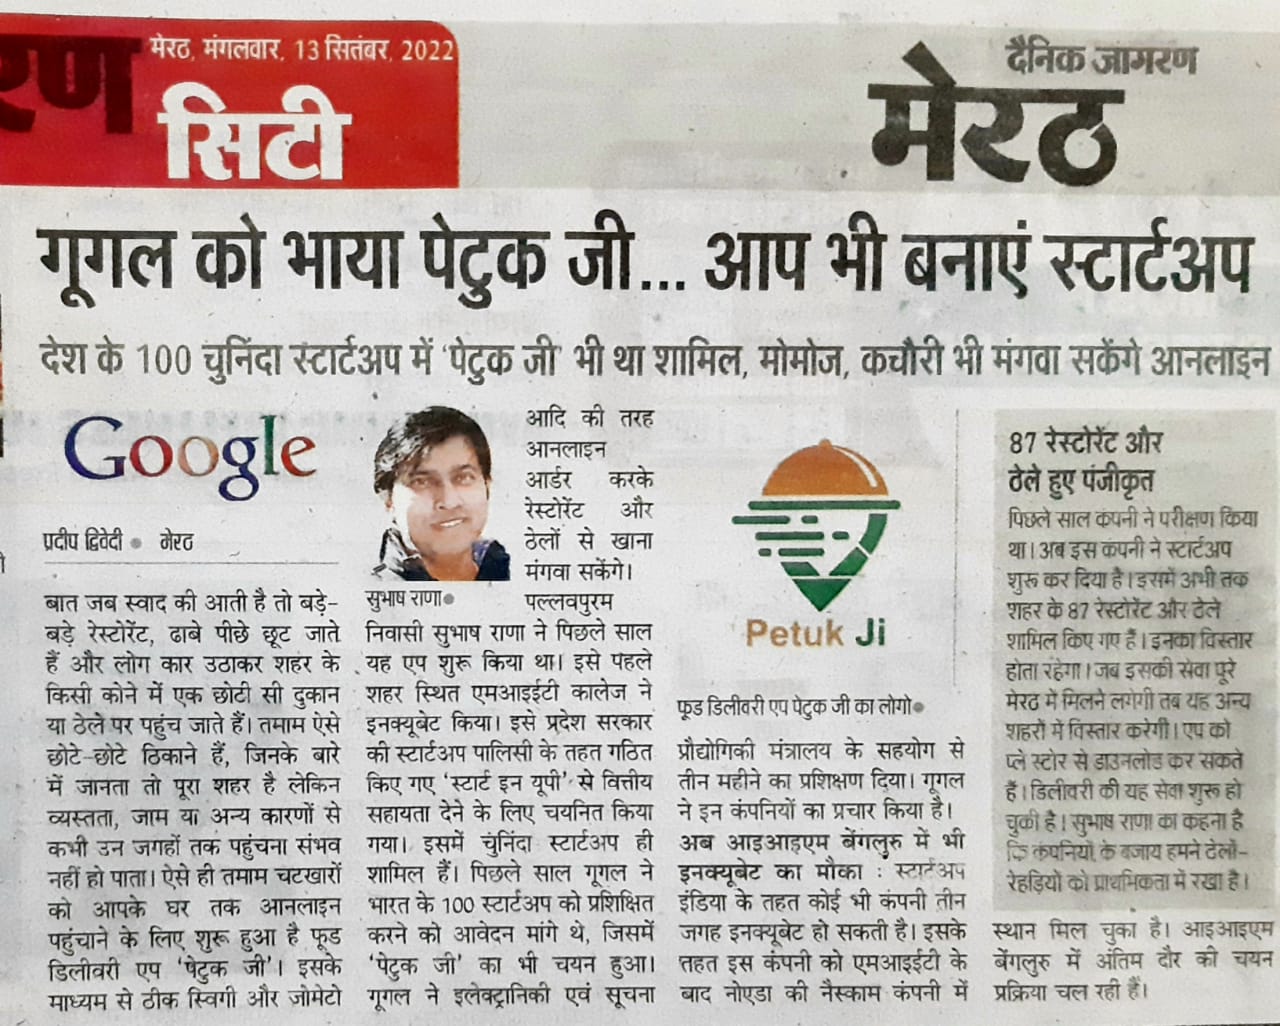 रण
मेरठ, मंगलवार, 13 सितंबर, 2022
सिटी
दैनिक जागरण
मेरठ
गूगल को भाया पेटुक जी... आप भी बनाएं स्टार्टअप
देश के 100 चुनिंदा स्टार्टअप में 'पेटुक जी' भी था शामिल, मोमोज, कचौरी भी मंगवा सकेंगे आनलाइन
Google
प्रदीप द्विवेदी ● मेरठ
बात जब स्वाद की आती है तो बड़े-
बड़े रेस्टोरेंट, ढाबे पीछे छूट जाते
हैं और लोग कार उठाकर शहर के
किसी कोने में एक छोटी सी दुकान
या ठेले पर पहुंच जाते हैं। तमाम ऐसे
छोटे-छोटे ठिकाने हैं, जिनके बारे
में जानता तो पूरा शहर है लेकिन
व्यस्तता, जाम या अन्य कारणों से
कभी उन जगहों तक पहुंचना संभव
नहीं हो पाता। ऐसे ही तमाम चटखारों
को आपके घर तक आनलाइन
पहुंचाने के लिए शुरू हुआ है फूड
डिलीवरी एप 'पेटुक जी'। इसके
माध्यम से ठीक स्विगी और जोमेटो
सुभाष राणा●
आदि की तरह
आनलाइन
आर्डर करके
रेस्टोरेंट और
ठेलों से खाना
मंगवा सकेंगे।
पल्लवपुरम
निवासी सुभाष राणा ने पिछले साल
यह एप शुरू किया था। इसे पहले
शहर स्थित एमआइईटी कालेज ने
इनक्यूबेट किया। इसे प्रदेश सरकार
की स्टार्टअप पालिसी के तहत गठित
किए गए 'स्टार्ट इन यूपी' से वित्तीय
सहायता देने के लिए चयनित किया
गया। इसमें चुनिंदा स्टार्टअप ही
शामिल हैं। पिछले साल गूगल ने
भारत के 100 स्टार्टअप को प्रशिक्षित
करने को आवेदन मांगे थे, जिसमें
'पेटुक जी' का भी चयन हुआ।
गूगल ने इलेक्ट्रानिकी एवं सूचना
Petuk Ji
फूड डिलीवरी एप पेटुक जी का लोगो●
प्रौद्योगिकी मंत्रालय के सहयोग से
तीन महीने का प्रशिक्षण दिया। गूगल
ने इन कंपनियों का प्रचार किया है।
अब आइआइएम बेंगलुरु में भी
इनक्यूबेट का मौका : स्टार्टअप
इंडिया के तहत कोई भी कंपनी तीन
जगह इनक्यूबेट हो सकती है। इसके
तहत इस कंपनी को एमआइईटी के
बाद नोएडा की नैस्काम कंपनी में
87 रेस्टोरेंट और
ठेले हुए पंजीकृत
पिछले साल कंपनी ने परीक्षण किया
था। अब इस कंपनी ने स्टार्टअप
शुरू कर दिया है। इसमें अभी तक
शहर के 87 रेस्टोरेंट और ठेले
शामिल किए गए हैं। इनका विस्तार
होता रहेगा। जब इसकी सेवा पूरे
मेरठ में मिलने लगेगी तब यह अन्य
शहरों में विस्तार करेगी। एप को
प्ले स्टोर से डाउनलोड कर सकते
हैं। डिलीवरी की यह सेवा शुरू हो
चुकी है। सुभाष राणा का कहना है
कि कंपनियों के बजाय हमने ठेलों-
रेहड़ियों को प्राथमिकता में रखा है।
स्थान मिल चुका है। आइआइएम
बेंगलुरु में अंतिम दौर की चयन
प्रक्रिया चल रही हैं।